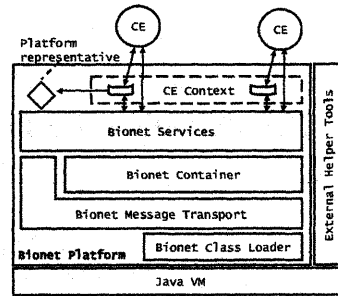 CE
CE
Platform
representative
CE Context
Bionet Services
Bionet Container
Bionet Message Transport
Bionet Class Loader
Bionet Platform
External Helper Tools
Java VM